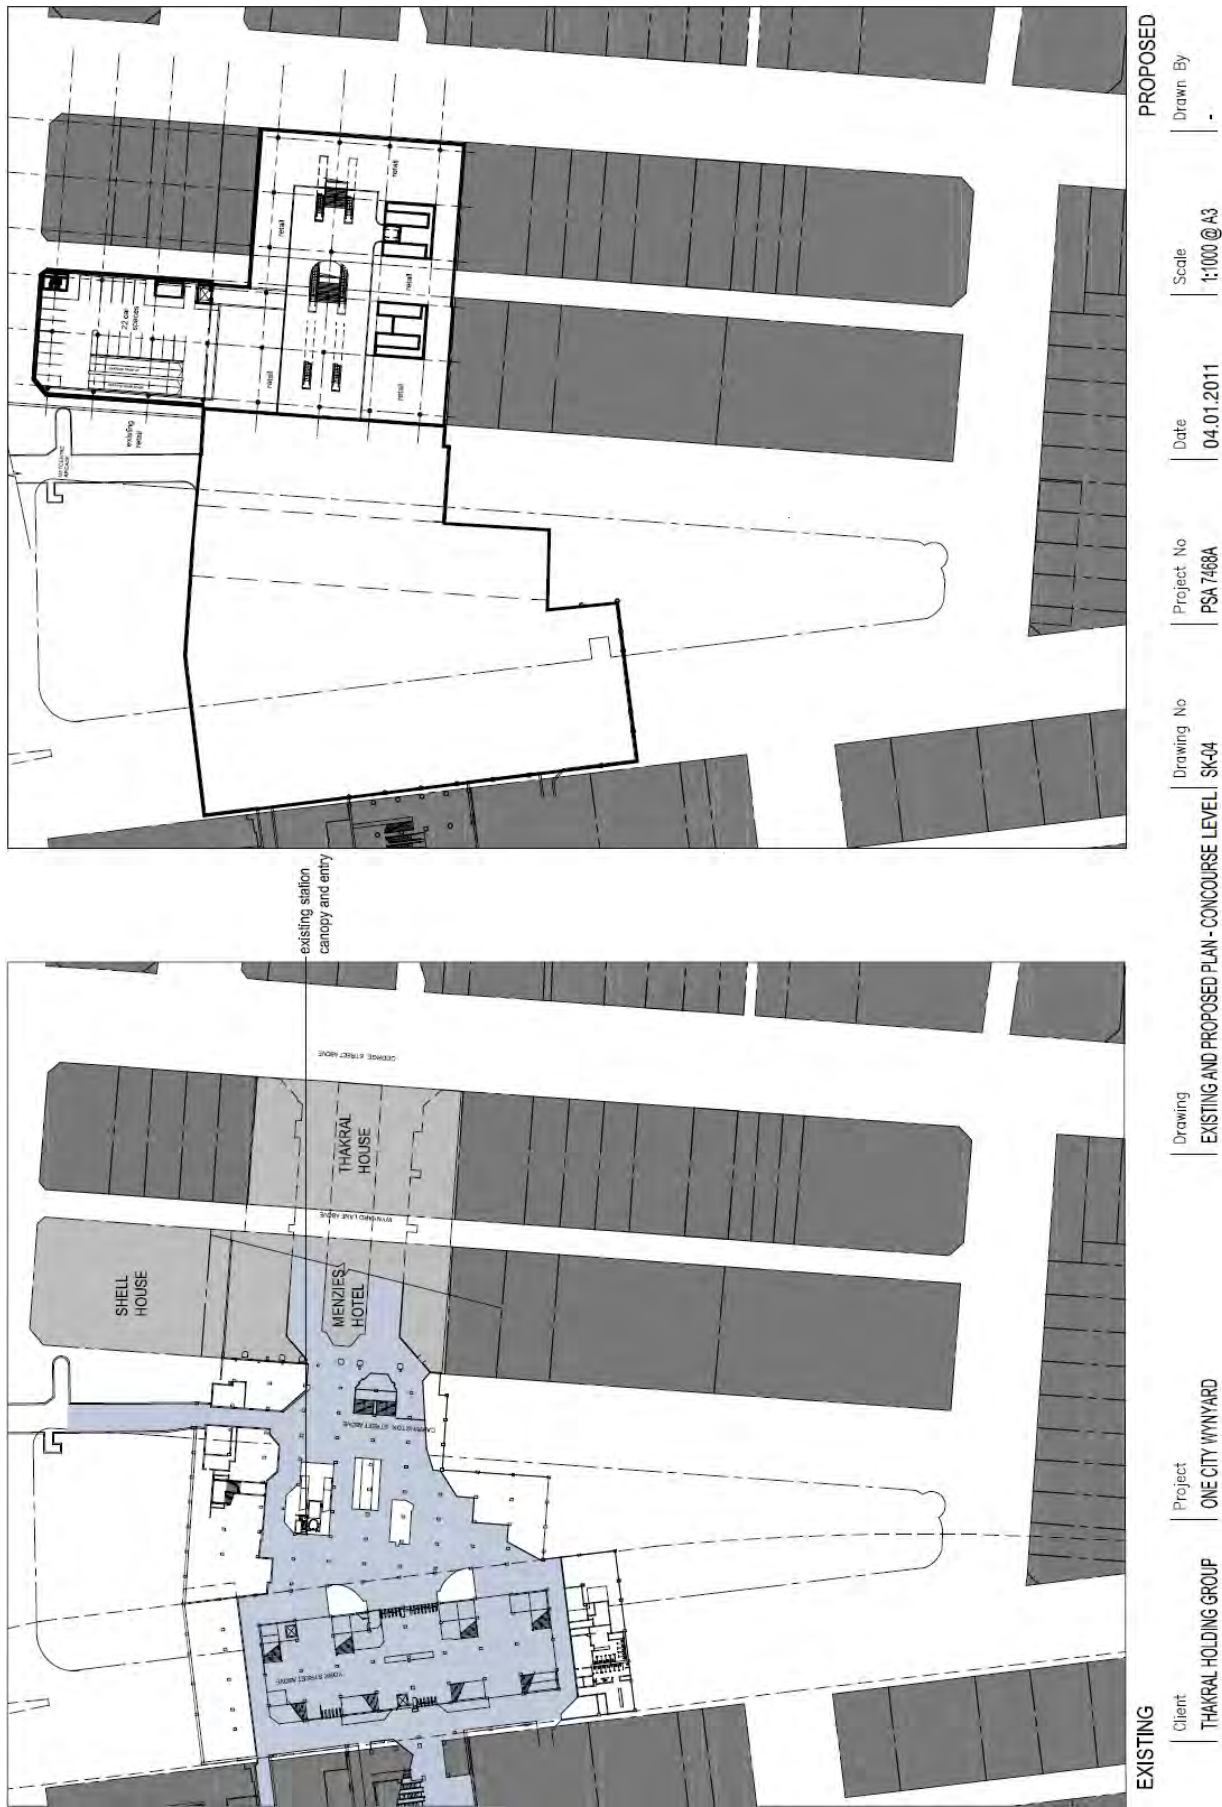 existing station
canopy and entry
SHELL
HOUSE
THAKRAL
HOUSE
MENZIES
HOTEL
GEORGE STREET ABOVE
WYNYARD LANE ABOVE
CARRINGTON STREET ABOVE
YORK STREET ABOVE
EXISTING
22 car
spaces
existing
retail
retail
retail
retail
retail
retail
PROPOSED
Client
THAKRAL HOLDING GROUP
Project
ONE CITY WYNYARD
Drawing
EXISTING AND PROPOSED PLAN - CONCOURSE LEVEL
Drawing No
SK-04
Project No
PSA 7468A
Date
04.01.2011
Scale
1:1000 @ A3
Drawn By
-